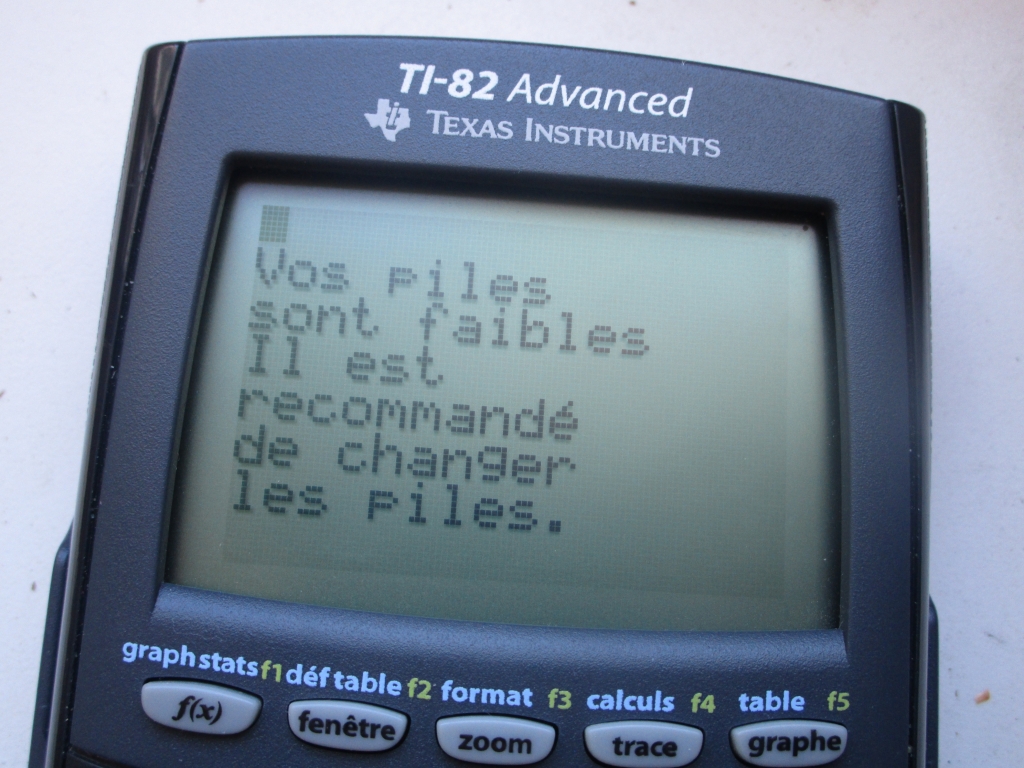 TI-82 Advanced
TEXAS INSTRUMENTS
Vos piles
sont faibles
Il est
recommandé
de changer
les piles.
graph stats f1 déf table f2 format f3 calculs f4 table f5
f(x) fenêtre zoom trace graphe